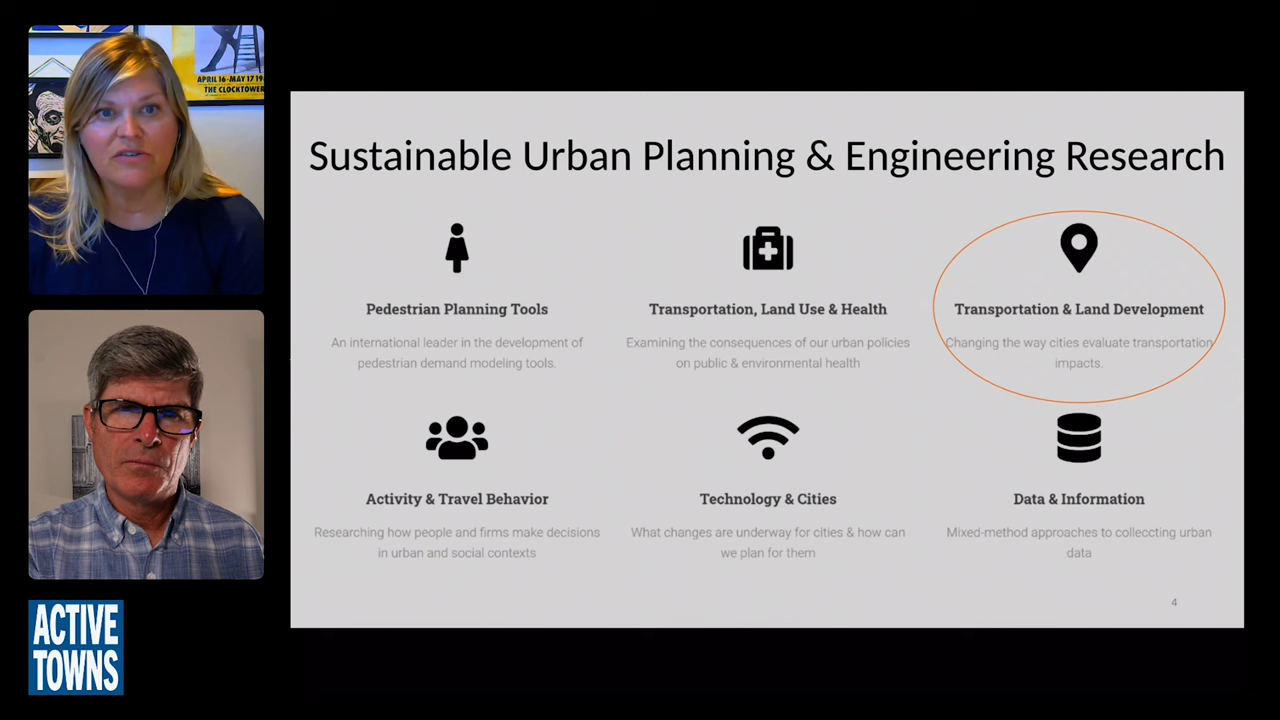 APRIL 16-MAY 17 19
THE CLOCKTOWER
Sustainable Urban Planning & Engineering Research
Pedestrian Planning Tools
An international leader in the development of
pedestrian demand modeling tools.
Transportation, Land Use & Health
Examining the consequences of our urban policies
on public & environmental health
Transportation & Land Development
Changing the way cities evaluate transportation
impacts.
Activity & Travel Behavior
Researching how people and firms make decisions
in urban and social contexts
Technology & Cities
What changes are underway for cities & how can
we plan for them
Data & Information
Mixed-method approaches to colleccting urban
data
4
ACTIVE
TOWNS